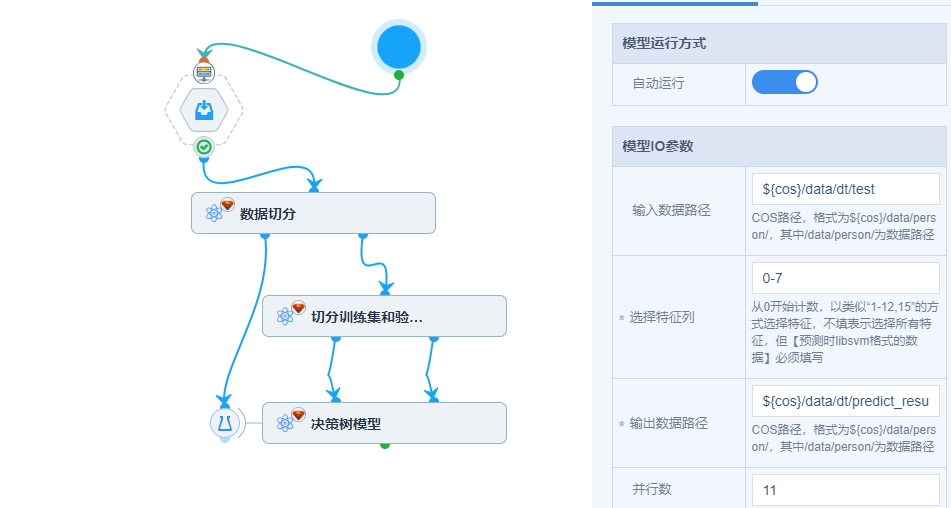 数据切分
切分训练集和验...
决策树模型
模型运行方式
自动运行
模型IO参数
输入数据路径
${cos}/data/dt/test
COS路径，格式为${cos}/data/pers
on/，其中/data/person/为数据路径
* 选择特征列
0-7
从0开始计数，以类似“1-12,15”的方
式选择特征，不填表示选择所有特
征，但【预测时libsvm格式的数
据】必须填写
* 输出数据路径
${cos}/data/dt/predict_resu
COS路径，格式为${cos}/data/pers
on/，其中/data/person/为数据路径
并行数
11